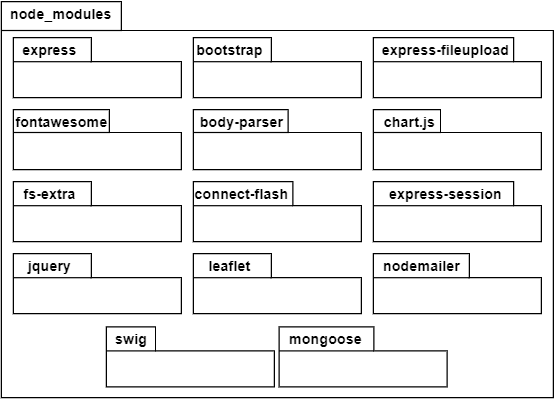 node_modules
express
bootstrap
express-fileupload
fontawesome
body-parser
chart.js
fs-extra
connect-flash
express-session
jquery
leaflet
nodemailer
swig
mongoose